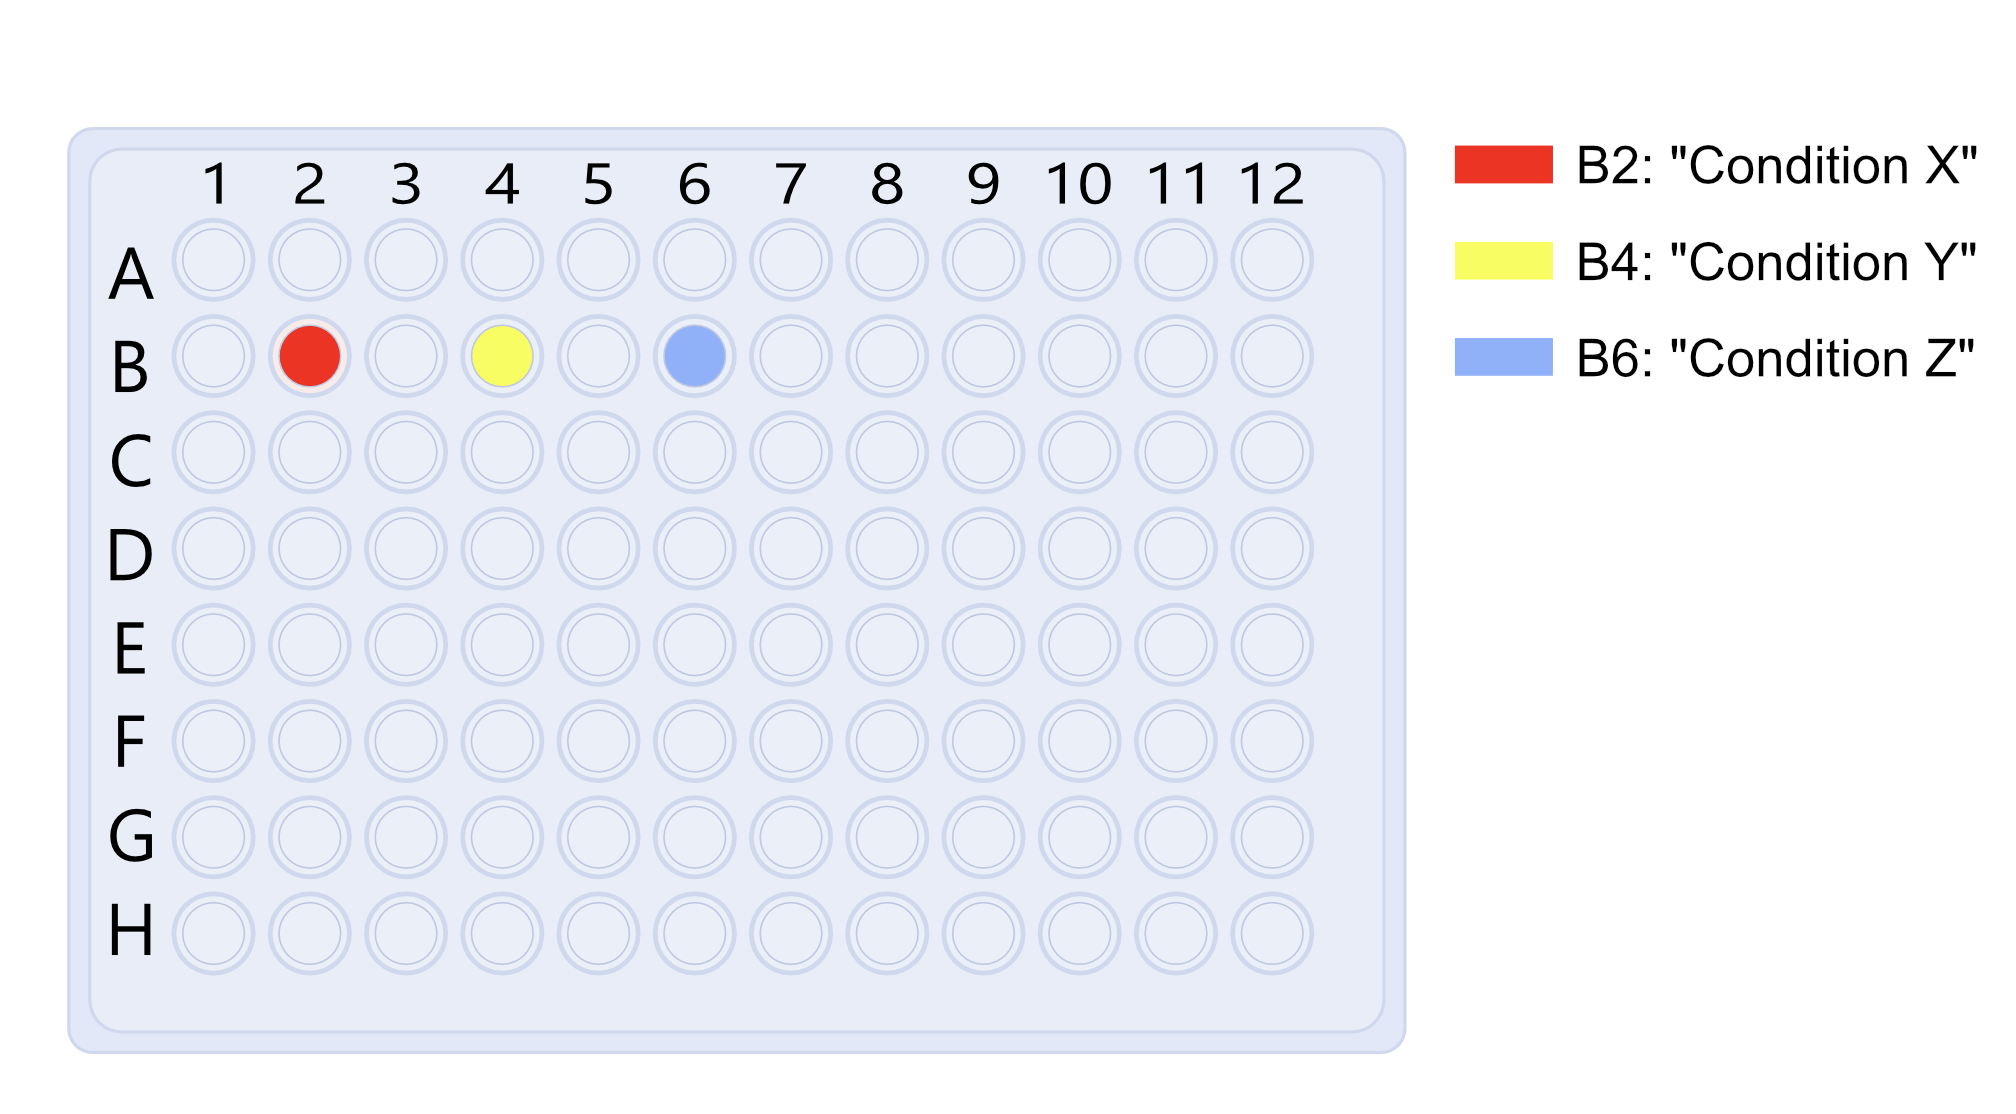 1 2 3 4 5 6 7 8 9 10 11 12
A
B
C
D
E
F
G
H
B2: "Condition X"
B4: "Condition Y"
B6: "Condition Z"